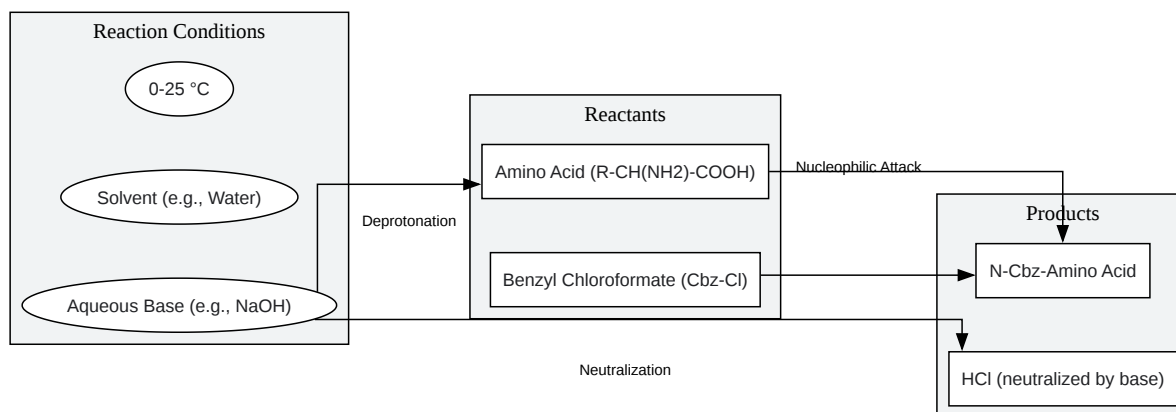 Reaction Conditions
0-25 °C
Solvent (e.g., Water)
Aqueous Base (e.g., NaOH)
Deprotonation
Reactants
Amino Acid (R-CH(NH2)-COOH)
Benzyl Chloroformate (Cbz-Cl)
Nucleophilic Attack
Neutralization
Products
N-Cbz-Amino Acid
HCl (neutralized by base)